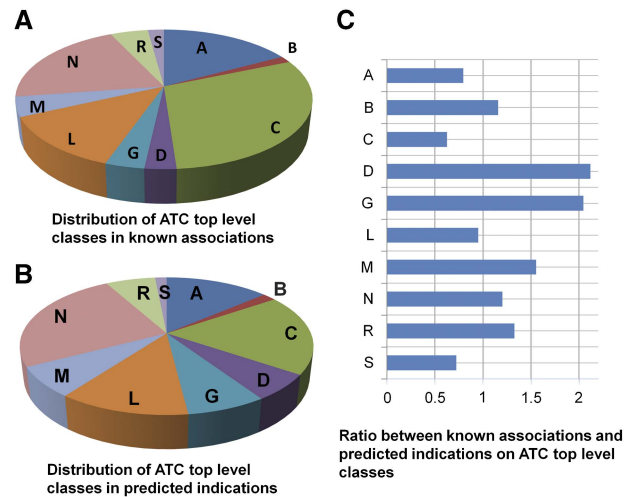 A
A
B
C
D
G
L
M
N
R
S
Distribution of ATC top level
classes in known associations
B
A
B
C
D
G
L
M
N
R
S
Distribution of ATC top level
classes in predicted indications
C
A
B
C
D
G
L
M
N
R
S
0 0.5 1 1.5 2
Ratio between known associations and
predicted indications on ATC top level
classes